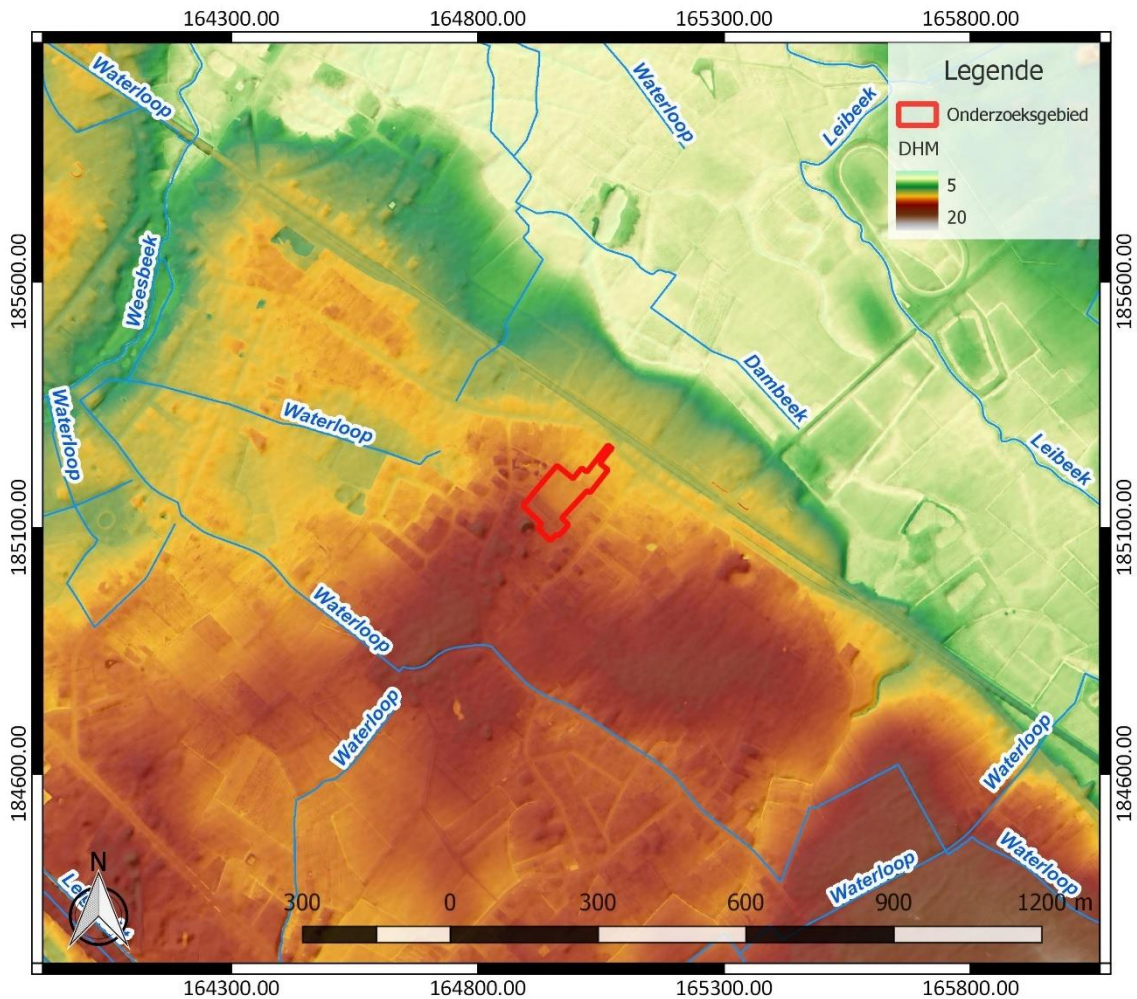 164300.00
164800.00
165300.00
165800.00
Legende
Onderzoeksgebied
DHM
5
20
Waterloop
Waterloop
Leibeek
Weesbeek
185600.00
185600.00
Dambeek
Waterloop
Waterloop
Leibeek
185100.00
185100.00
Waterloop
Waterloop
Waterloop
184600.00
184600.00
Waterloop
Waterloop
N
300
0
300
600
900
1200 m
164300.00
164800.00
165300.00
165800.00